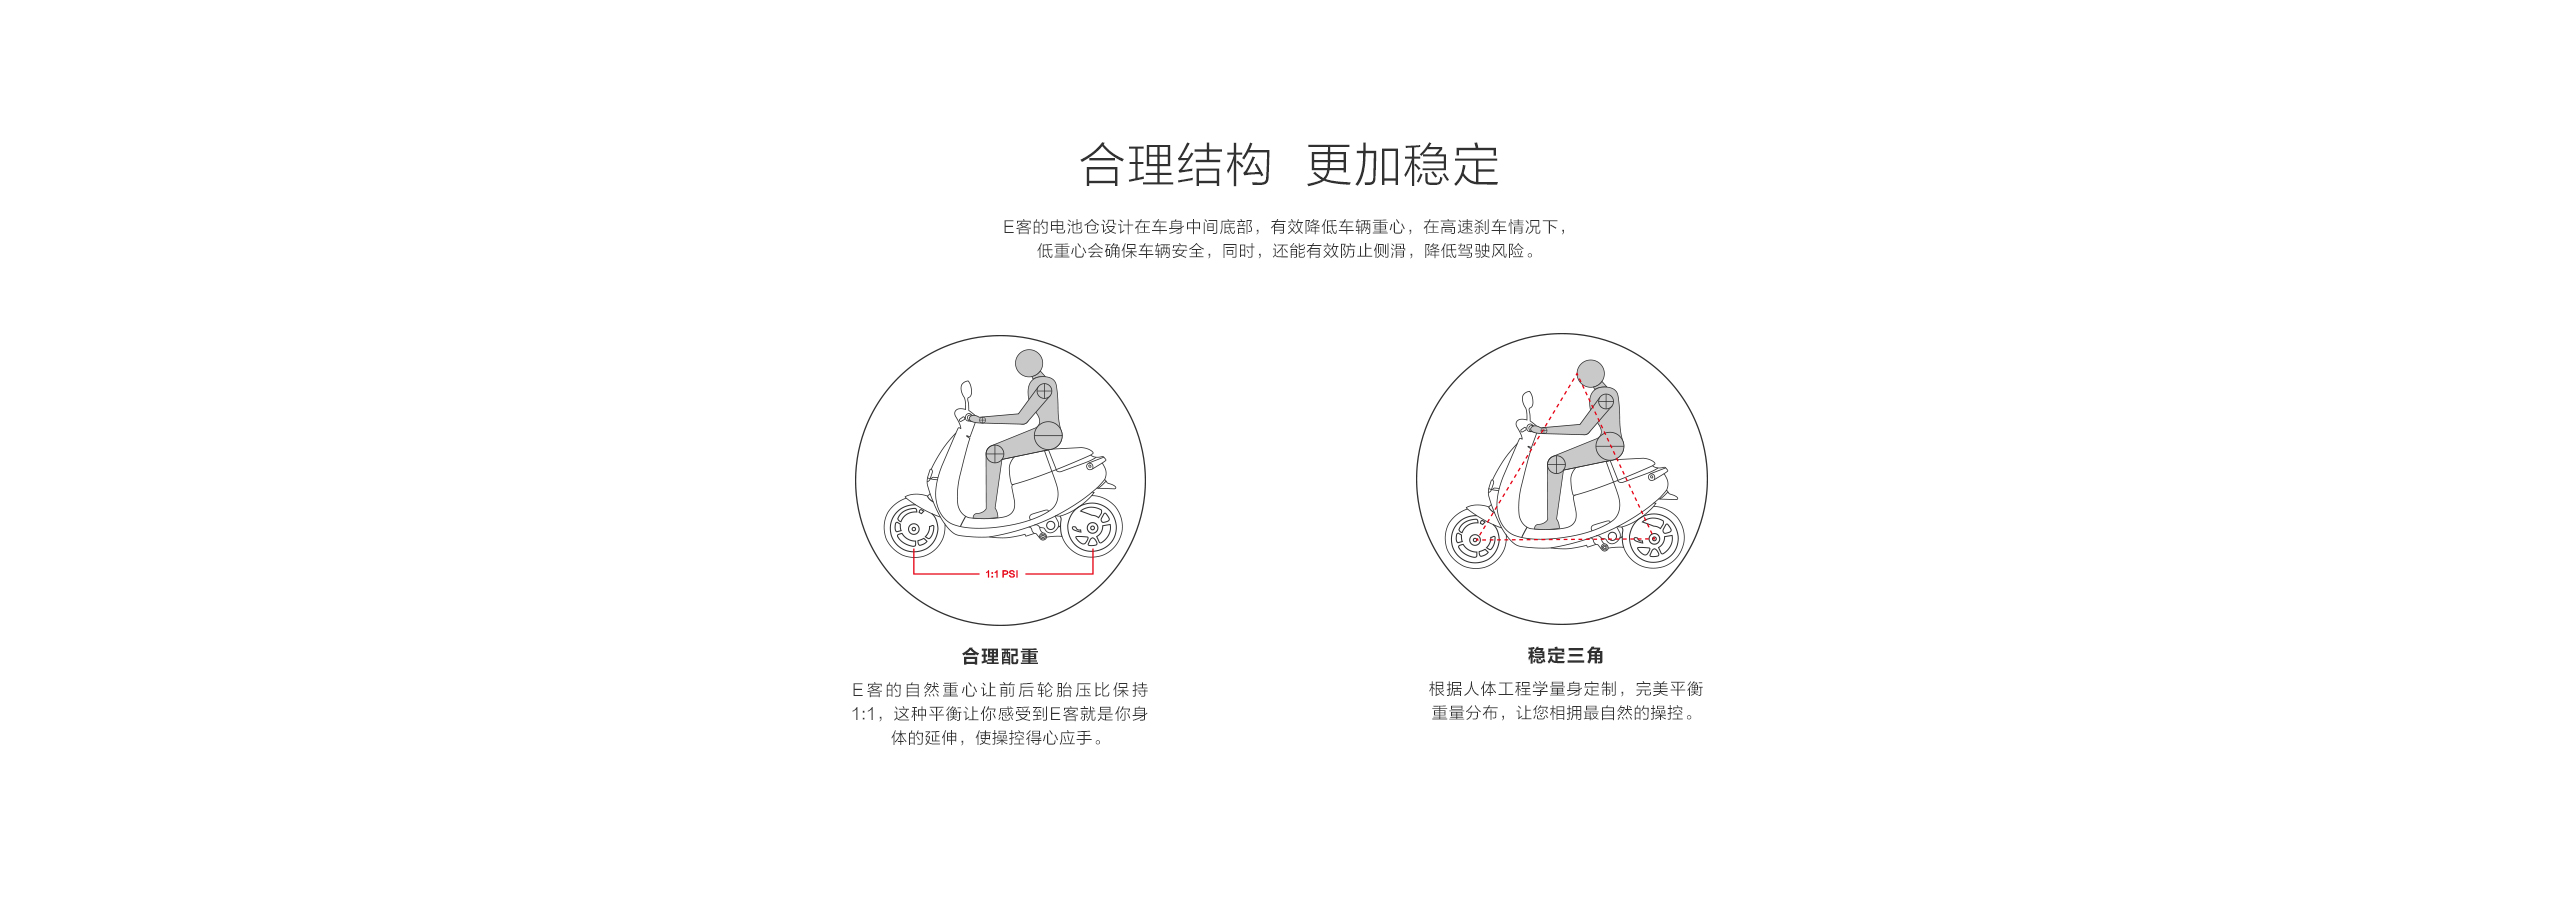 合理结构 更加稳定
E客的电池仓设计在车身中间底部，有效降低车辆重心，在高速刹车情况下，
低重心会确保车辆安全，同时，还能有效防止侧滑，降低驾驶风险。
1:1 PSI
合理配重
E客的自然重心让前后轮胎压比保持
1:1，这种平衡让你感受到E客就是你身
体的延伸，使操控得心应手。
稳定三角
根据人体工程学量身定制，完美平衡
重量分布，让您相拥最自然的操控。